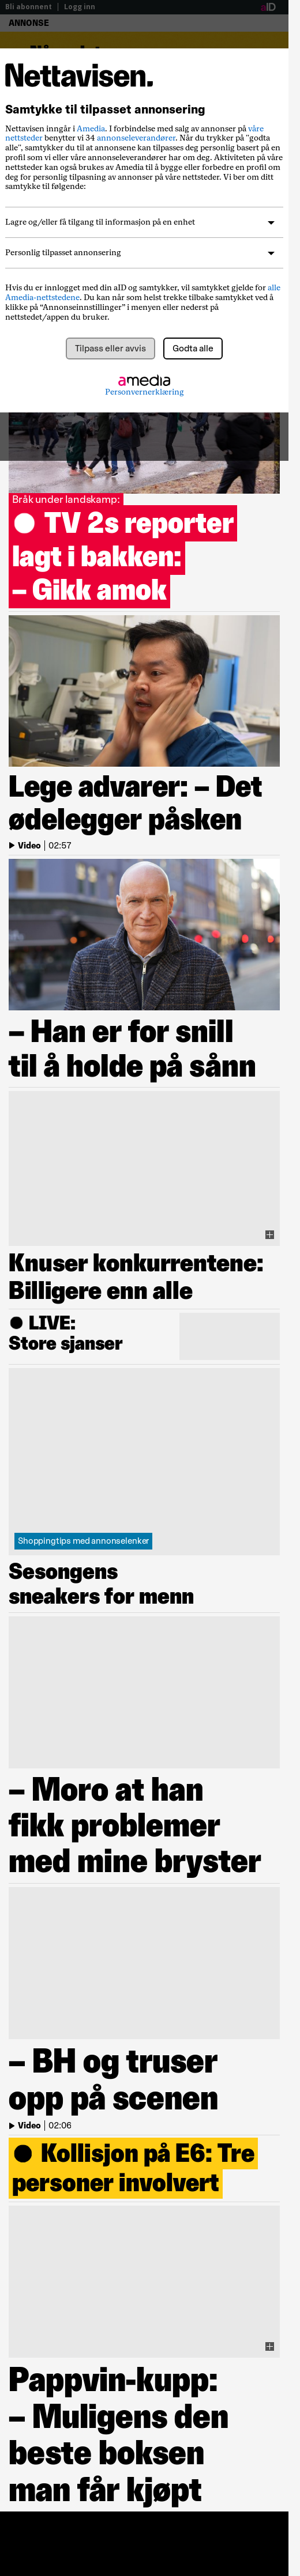 Bli abonnent
Logg inn
aID
ANNONSE
Nettavisen.
Samtykke til tilpasset annonsering
Nettavisen inngår i Amedia. I forbindelse med salg av annonser på våre
nettsteder benytter vi 34 annonseleverandører. Når du trykker på "godta
alle", samtykker du til at annonsene kan tilpasses deg personlig basert på en
profil som vi eller våre annonseleverandører har om deg. Aktiviteten på våre
nettsteder kan også brukes av Amedia til å bygge eller forbedre en profil om
deg for personlig tilpasning av annonser på våre nettsteder. Vi ber om ditt
samtykke til følgende:
Lagre og/eller få tilgang til informasjon på en enhet
Personlig tilpasset annonsering
Hvis du er innlogget med din aID og samtykker, vil samtykket gjelde for alle
Amedia-nettstedene. Du kan når som helst trekke tilbake samtykket ved å
klikke på “Annonseinnstillinger” i menyen eller nederst på
nettstedet/appen du bruker.
Tilpass eller avvis
Godta alle
amedia
Personvernerklæring
Bråk under landskamp:
TV 2s reporter
lagt i bakken:
– Gikk amok
Lege advarer: – Det
ødelegger påsken
Video | 02:57
– Han er for snill
til å holde på sånn
Knuser konkurrentene:
Billigere enn alle
LIVE:
Store sjanser
Shoppingtips med annonselenker
Sesongens
sneakers for menn
– Moro at han
fikk problemer
med mine bryster
– BH og truser
opp på scenen
Video | 02:06
Kollisjon på E6: Tre
personer involvert
Pappvin-kupp:
– Muligens den
beste boksen
man får kjøpt